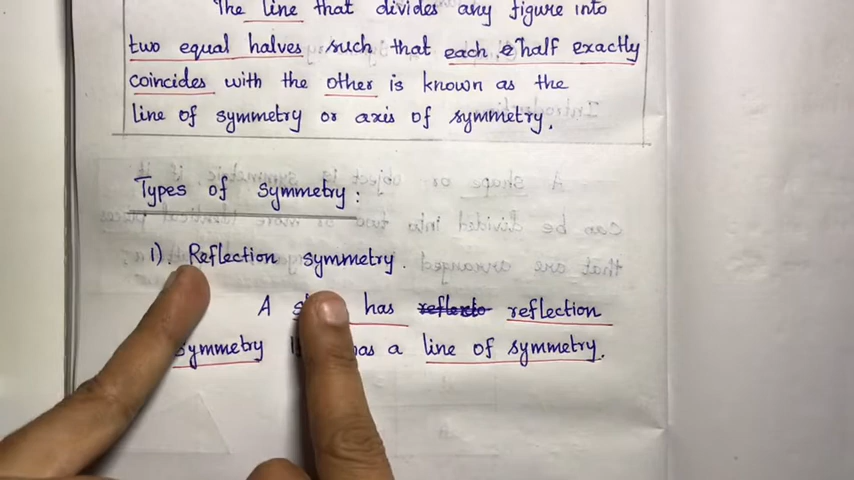 The line that divides any figure into
two equal halves such that each half exactly
coincides with the other is known as the
line of symmetry or axis of symmetry.
Types of Symmetry:
1). Reflection symmetry.
A has reflection
symmetry has a line of symmetry.